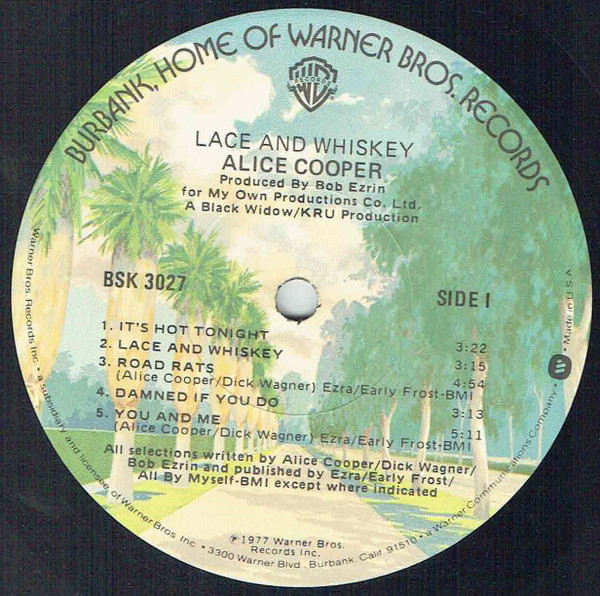 BURBANK, HOME OF WARNER BROS. RECORDS
WB
RECORDS
LACE AND WHISKEY
ALICE COOPER
Produced By Bob Ezrin
for My Own Productions Co. Ltd.
A Black Widow/KRU Production
BSK 3027
SIDE I
1. IT'S HOT TONIGHT 3:22
2. LACE AND WHISKEY 3:15
3. ROAD RATS 4:54
(Alice Cooper/Dick Wagner) Ezra/Early Frost-BMI
4. DAMNED IF YOU DO 3:13
5. YOU AND ME 5:11
(Alice Cooper/Dick Wagner) Ezra/Early Frost-BMI
All selections written by Alice Cooper/Dick Wagner/
Bob Ezrin and published by Ezra/Early Frost/
All By Myself-BMI except where indicated
℗ 1977 Warner Bros.
Records Inc.
Warner Bros. Records Inc. • a subsidiary and licensee of Warner Bros. Inc. • 3300 Warner Blvd., Burbank, Calif. 91510 • a Warner Communications Company. • Made in U.S.A.